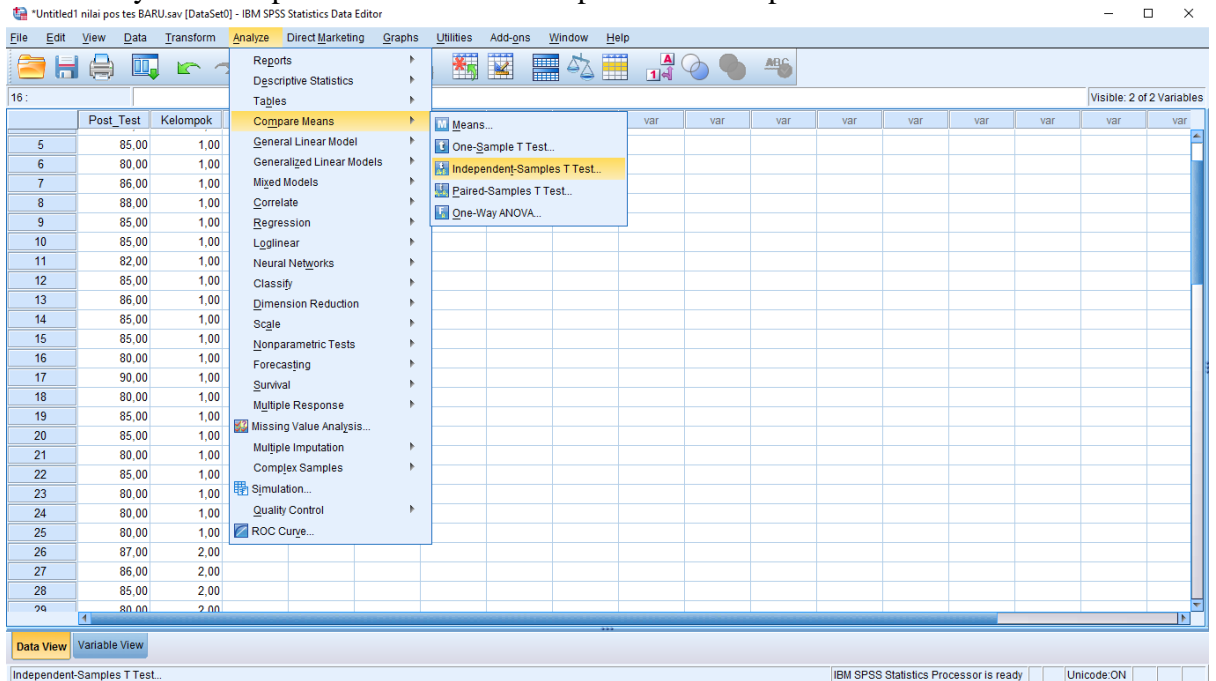 *Untitled1 nilai pos tes BARU.sav [DataSet0] - IBM SPSS Statistics Data Editor
File Edit View Data Transform Analyze Direct Marketing Graphs Utilities Add-ons Window Help
16 :
Visible: 2 of 2 Variables
Post_Test Kelompok var var var var var var var var var
5 85,00 1,00
6 80,00 1,00
7 86,00 1,00
8 88,00 1,00
9 85,00 1,00
10 85,00 1,00
11 82,00 1,00
12 85,00 1,00
13 86,00 1,00
14 85,00 1,00
15 85,00 1,00
16 80,00 1,00
17 90,00 1,00
18 80,00 1,00
19 85,00 1,00
20 85,00 1,00
21 80,00 1,00
22 85,00 1,00
23 80,00 1,00
24 80,00 1,00
25 80,00 1,00
26 87,00 2,00
27 86,00 2,00
28 85,00 2,00
29 80,00 2,00
Reports
Descriptive Statistics
Tables
Compare Means
General Linear Model
Generalized Linear Models
Mixed Models
Correlate
Regression
Loglinear
Neural Networks
Classify
Dimension Reduction
Scale
Nonparametric Tests
Forecasting
Survival
Multiple Response
Missing Value Analysis...
Multiple Imputation
Complex Samples
Simulation...
Quality Control
ROC Curve...
Means...
One-Sample T Test...
Independent-Samples T Test...
Paired-Samples T Test...
One-Way ANOVA...
Data View Variable View
Independent-Samples T Test... IBM SPSS Statistics Processor is ready Unicode:ON